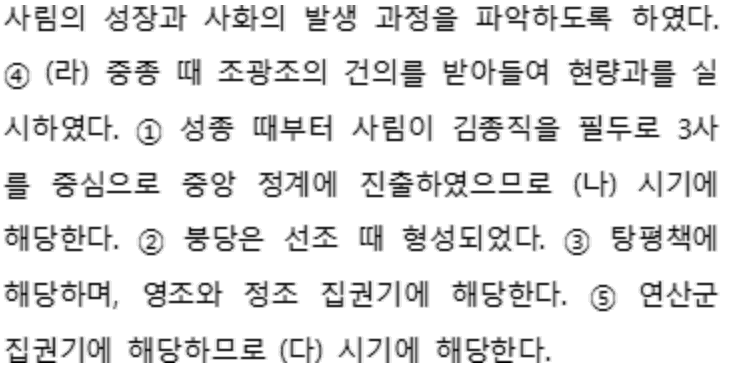 사림의 성장과 사화의 발생 과정을 파악하도록 하였다.
④ (라) 중종 때 조광조의 건의를 받아들여 현량과를 실
시하였다. ① 성종 때부터 사림이 김종직을 필두로 3사
를 중심으로 중앙 정계에 진출하였으므로 (나) 시기에
해당한다. ② 붕당은 선조 때 형성되었다. ③ 탕평책에
해당하며, 영조와 정조 집권기에 해당한다. ⑤ 연산군
집권기에 해당하므로 (다) 시기에 해당한다.